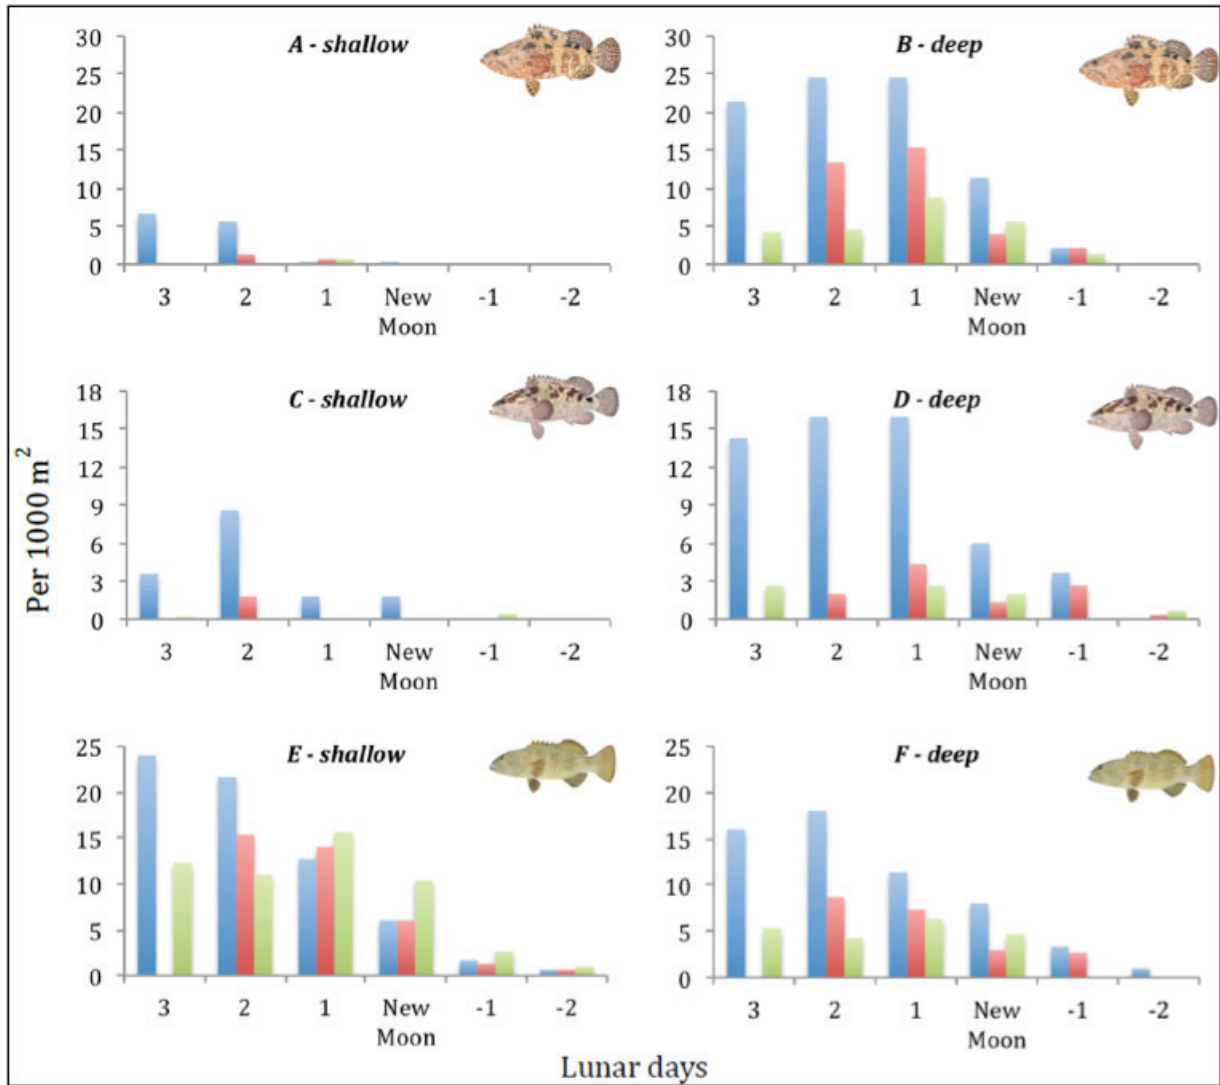 A - shallow
30
25
20
15
10
5
0
3 2 1 New Moon -1 -2
B - deep
30
25
20
15
10
5
0
3 2 1 New Moon -1 -2
C - shallow
18
15
12
9
6
3
0
3 2 1 New Moon -1 -2
D - deep
18
15
12
9
6
3
0
3 2 1 New Moon -1 -2
E - shallow
25
20
15
10
5
0
3 2 1 New Moon -1 -2
F - deep
25
20
15
10
5
0
3 2 1 New Moon -1 -2
Per 1000 m²
Lunar days